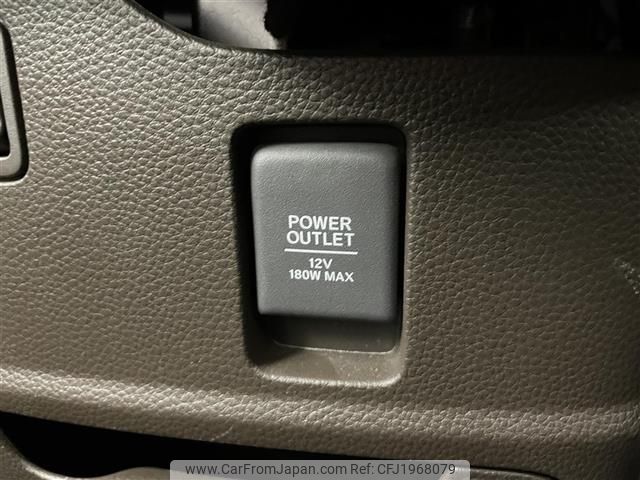 POWER
OUTLET
12V
180W MAX
www.CarFromJapan.com | Ref:CFJ1968079